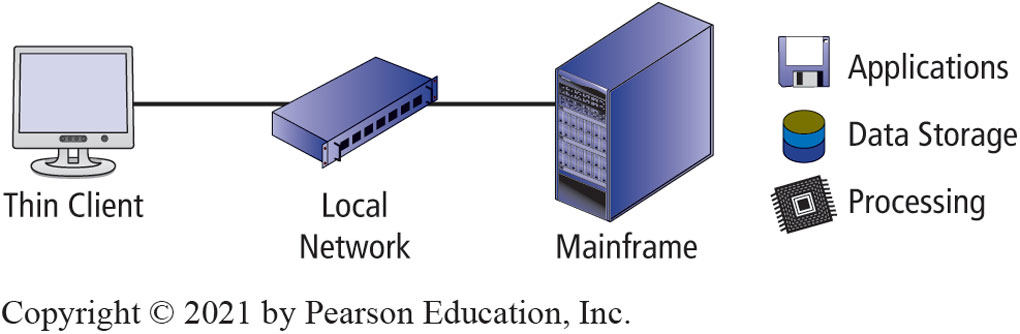 Thin Client
Local
Network
Mainframe
Applications
Data Storage
Processing
Copyright © 2021 by Pearson Education, Inc.